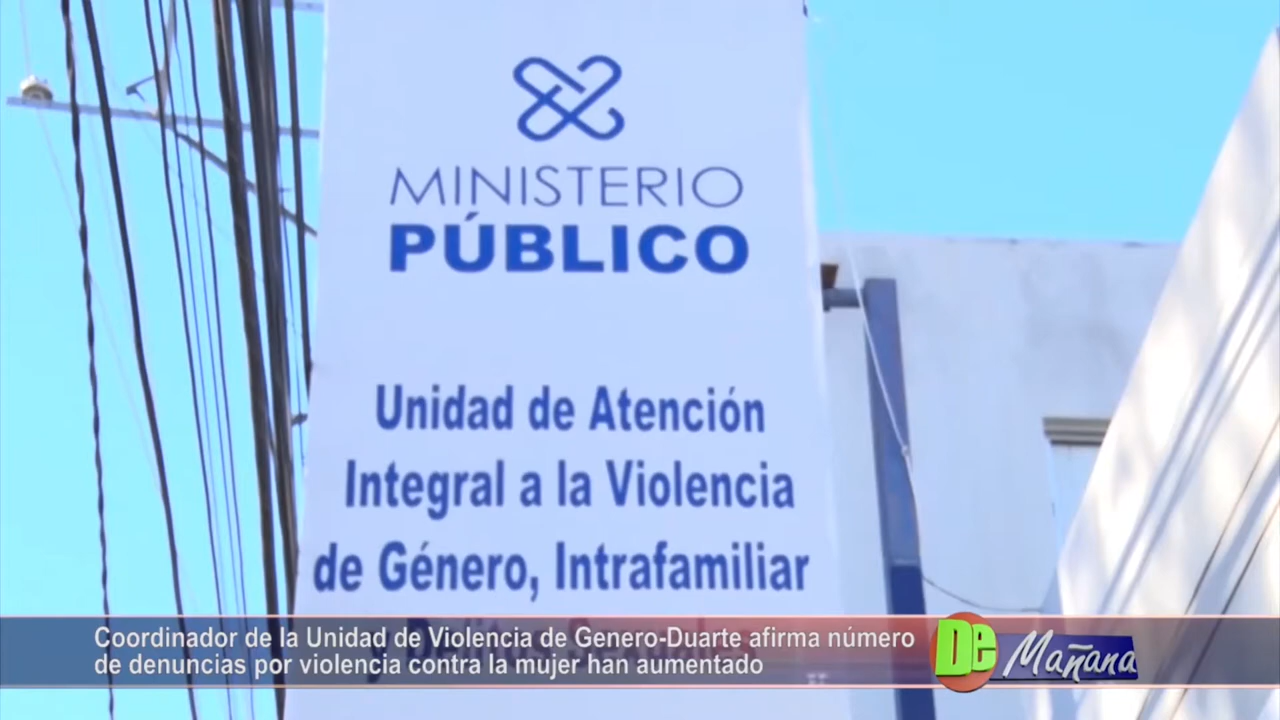 MINISTERIO
PÚBLICO
Unidad de Atención
Integral a la Violencia
de Género, Intrafamiliar
Coordinador de la Unidad de Violencia de Genero-Duarte afirma número
de denuncias por violencia contra la mujer han aumentado
De Mañana